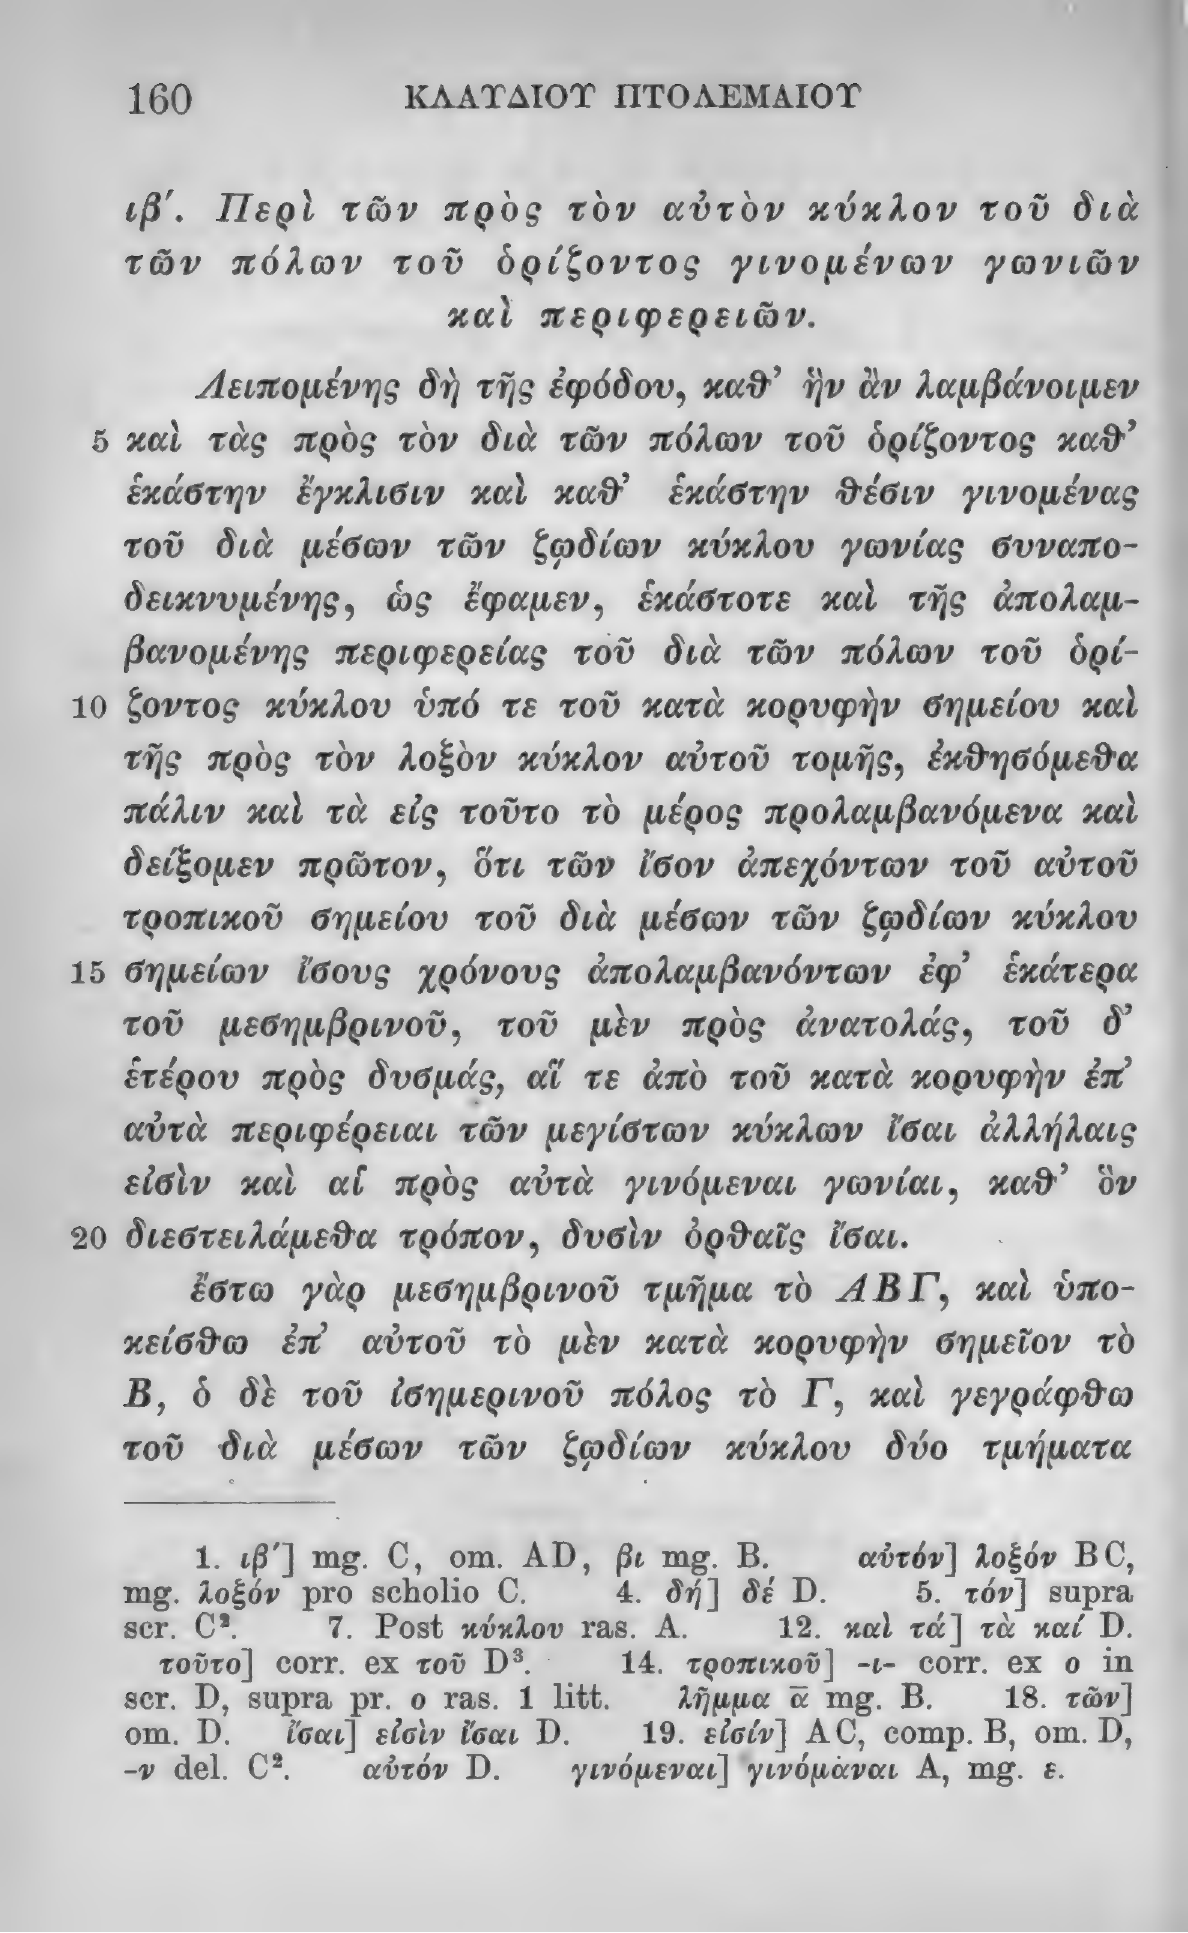 160 ΚΛΑΥΔΙΟΥ ΠΤΟΛΕΜΑΙΟΥ
ιβ′. Περὶ τῶν πρὸς τὸν αὐτὸν κύκλον τοῦ διὰ
τῶν πόλων τοῦ ὁρίζοντος γινομένων γωνιῶν
καὶ περιφερειῶν.
Λειπομένης δὴ τῆς ἐφόδου, καθ’ ἣν ἂν λαμβάνοιμεν
5 καὶ τὰς πρὸς τὸν διὰ τῶν πόλων τοῦ ὁρίζοντος καθ’
ἑκάστην ἔγκλισιν καὶ καθ’ ἑκάστην θέσιν γινομένας
τοῦ διὰ μέσων τῶν ζῳδίων κύκλου γωνίας συναπο-
δεικνυμένης, ὡς ἔφαμεν, ἑκάστοτε καὶ τῆς ἀπολαμ-
βανομένης περιφερείας τοῦ διὰ τῶν πόλων τοῦ ὁρί-
10 ζοντος κύκλου ὑπό τε τοῦ κατὰ κορυφὴν σημείου καὶ
τῆς πρὸς τὸν λοξὸν κύκλον αὐτοῦ τομῆς, ἐκθησόμεθα
πάλιν καὶ τὰ εἰς τοῦτο τὸ μέρος προλαμβανόμενα καὶ
δείξομεν πρῶτον, ὅτι τῶν ἴσον ἀπεχόντων τοῦ αὐτοῦ
τροπικοῦ σημείου τοῦ διὰ μέσων τῶν ζῳδίων κύκλου
15 σημείων ἴσους χρόνους ἀπολαμβανόντων ἐφ’ ἑκάτερα
τοῦ μεσημβρινοῦ, τοῦ μὲν πρὸς ἀνατολάς, τοῦ δ’
ἑτέρου πρὸς δυσμάς, αἵ τε ἀπὸ τοῦ κατὰ κορυφὴν ἐπ’
αὐτὰ περιφέρειαι τῶν μεγίστων κύκλων ἴσαι ἀλλήλαις
εἰσὶν καὶ αἱ πρὸς αὐτὰ γινόμεναι γωνίαι, καθ’ ὃν
20 διεστειλάμεθα τρόπον, δυσὶν ὀρθαῖς ἴσαι.
ἔστω γὰρ μεσημβρινοῦ τμῆμα τὸ ΑΒΓ, καὶ ὑπο-
κείσθω ἐπ’ αὐτοῦ τὸ μὲν κατὰ κορυφὴν σημεῖον τὸ
Β, ὁ δὲ τοῦ ἰσημερινοῦ πόλος τὸ Γ, καὶ γεγράφθω
τοῦ διὰ μέσων τῶν ζῳδίων κύκλου δύο τμήματα
1. ιβ′] mg. C, om. AD, βι mg. B. αὐτόν] λοξόν BC,
mg. λοξόν pro scholio C. 4. δή] δέ D. 5. τόν] supra
scr. C². 7. Post κύκλου ras. A. 12. καὶ τά] τὰ καί D.
τοῦτο] corr. ex τοῦ D³. 14. τροπικοῦ] -ι- corr. ex ο in
scr. D, supra pr. ο ras. 1 litt. λῆμμα ᾱ mg. B. 18. τῶν]
om. D. ἴσαι] εἰσὶν ἴσαι D. 19. εἰσίν] AC, comp. B, om. D,
-ν del. C². αὐτόν D. γινόμεναι] γινόμαναι A, mg. ε.